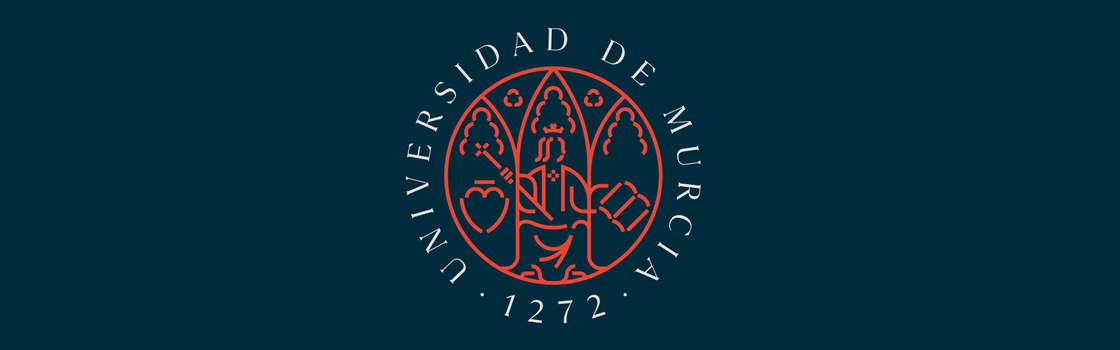 UNIVERSIDAD DE MURCIA
· 1272 ·